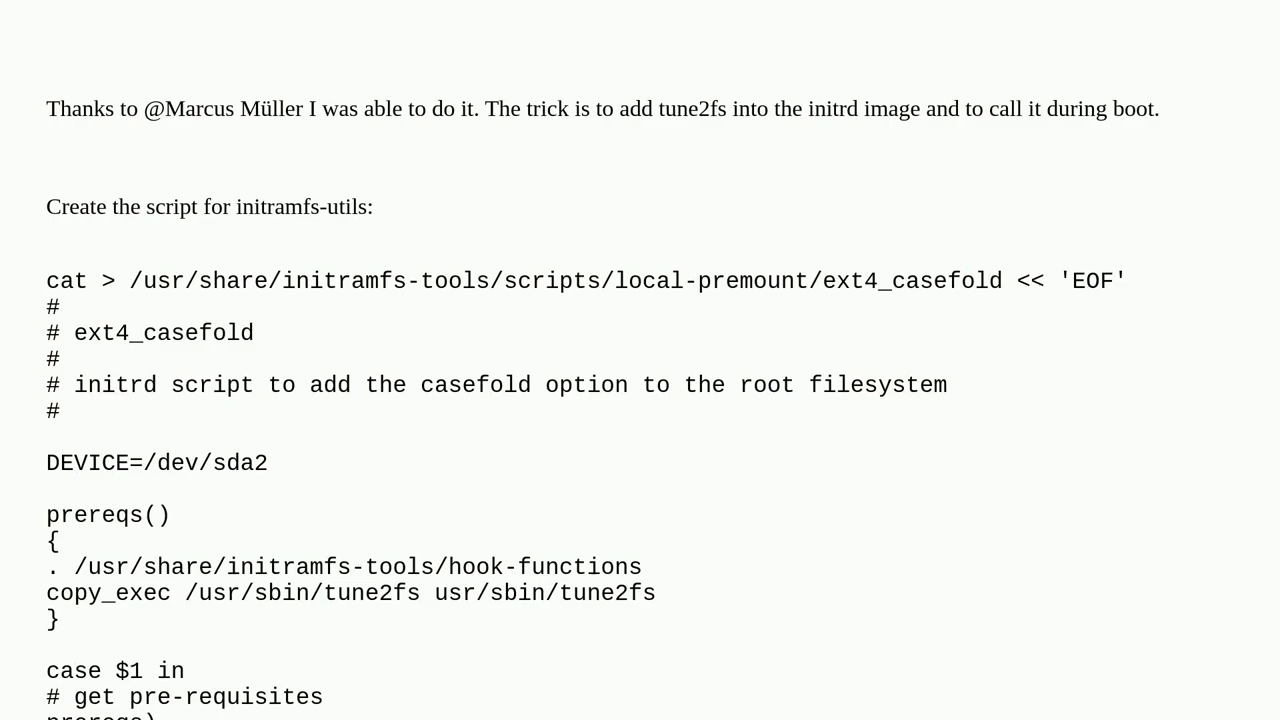 Thanks to @Marcus Müller I was able to do it. The trick is to add tune2fs into the initrd image and to call it during boot.
Create the script for initramfs-utils:
cat > /usr/share/initramfs-tools/scripts/local-premount/ext4_casefold << 'EOF'
#
# ext4_casefold
#
# initrd script to add the casefold option to the root filesystem
#
DEVICE=/dev/sda2
prereqs()
{
. /usr/share/initramfs-tools/hook-functions
copy_exec /usr/sbin/tune2fs usr/sbin/tune2fs
}
case $1 in
# get pre-requisites
prereqs)